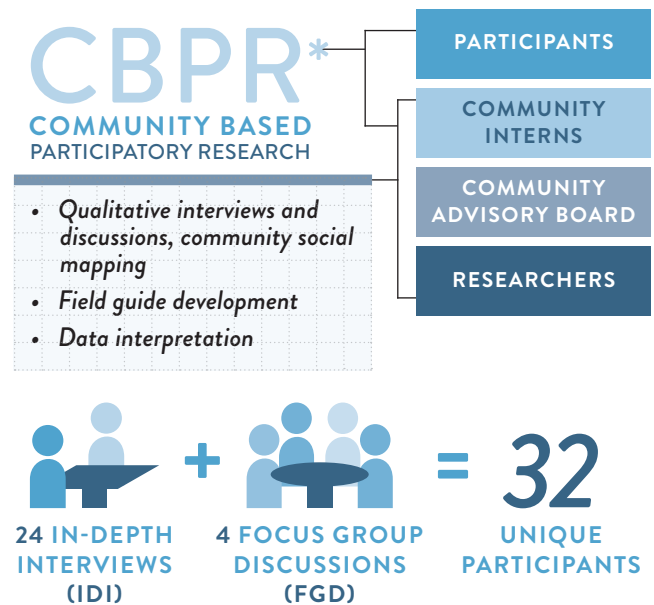 CBPR*
COMMUNITY BASED
PARTICIPATORY RESEARCH
• Qualitative interviews and
discussions, community social
mapping
• Field guide development
• Data interpretation
PARTICIPANTS
COMMUNITY
INTERNS
COMMUNITY
ADVISORY BOARD
RESEARCHERS
24 IN-DEPTH
INTERVIEWS
(IDI)
+
4 FOCUS GROUP
DISCUSSIONS
(FGD)
=
32
UNIQUE
PARTICIPANTS